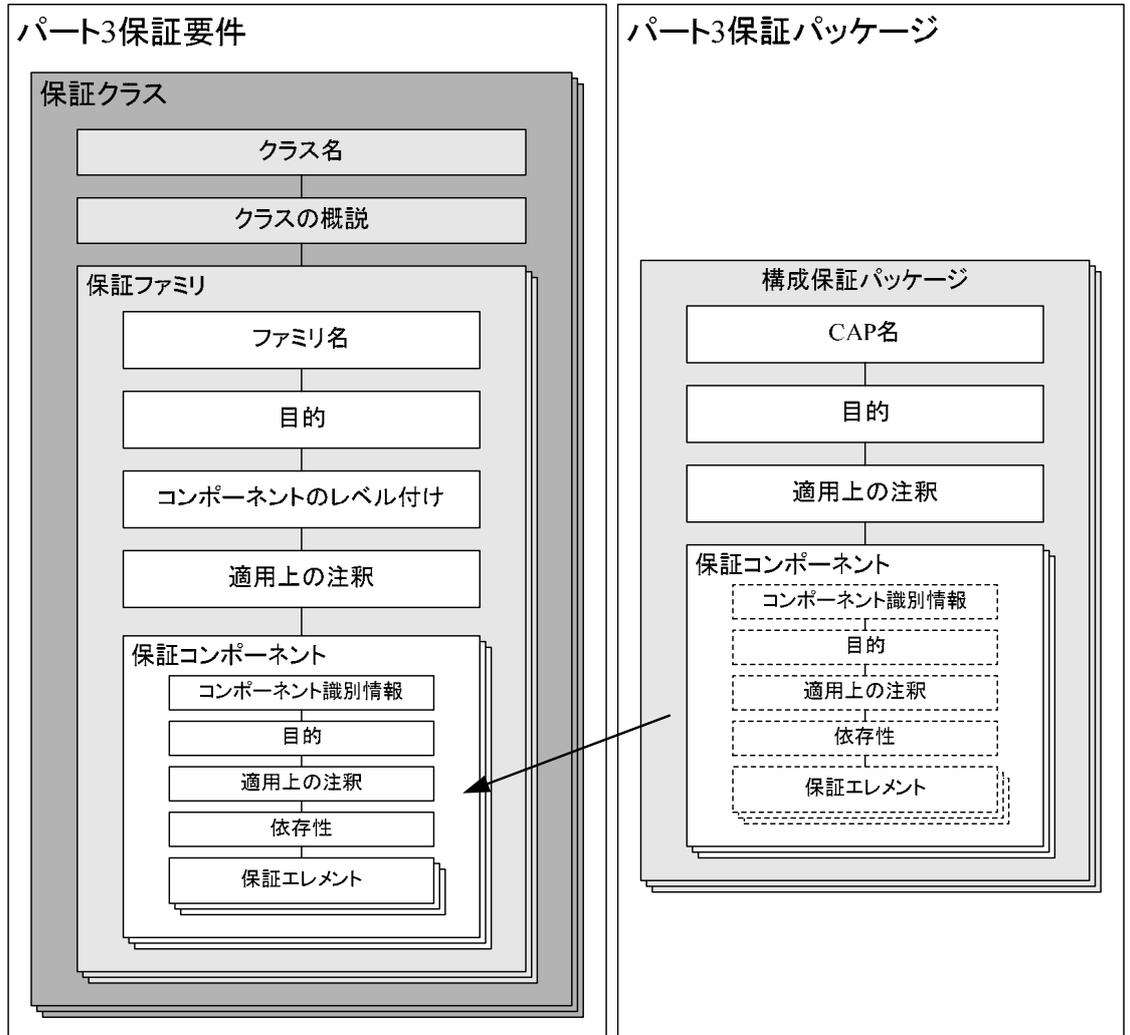 パート3保証要件
保証クラス
クラス名
クラスの概説
保証ファミリ
ファミリ名
目的
コンポーネントのレベル付け
適用上の注釈
保証コンポーネント
コンポーネント識別情報
目的
適用上の注釈
依存性
保証エレメント
パート3保証パッケージ
構成保証パッケージ
CAP名
目的
適用上の注釈
保証コンポーネント
コンポーネント識別情報
目的
適用上の注釈
依存性
保証エレメント